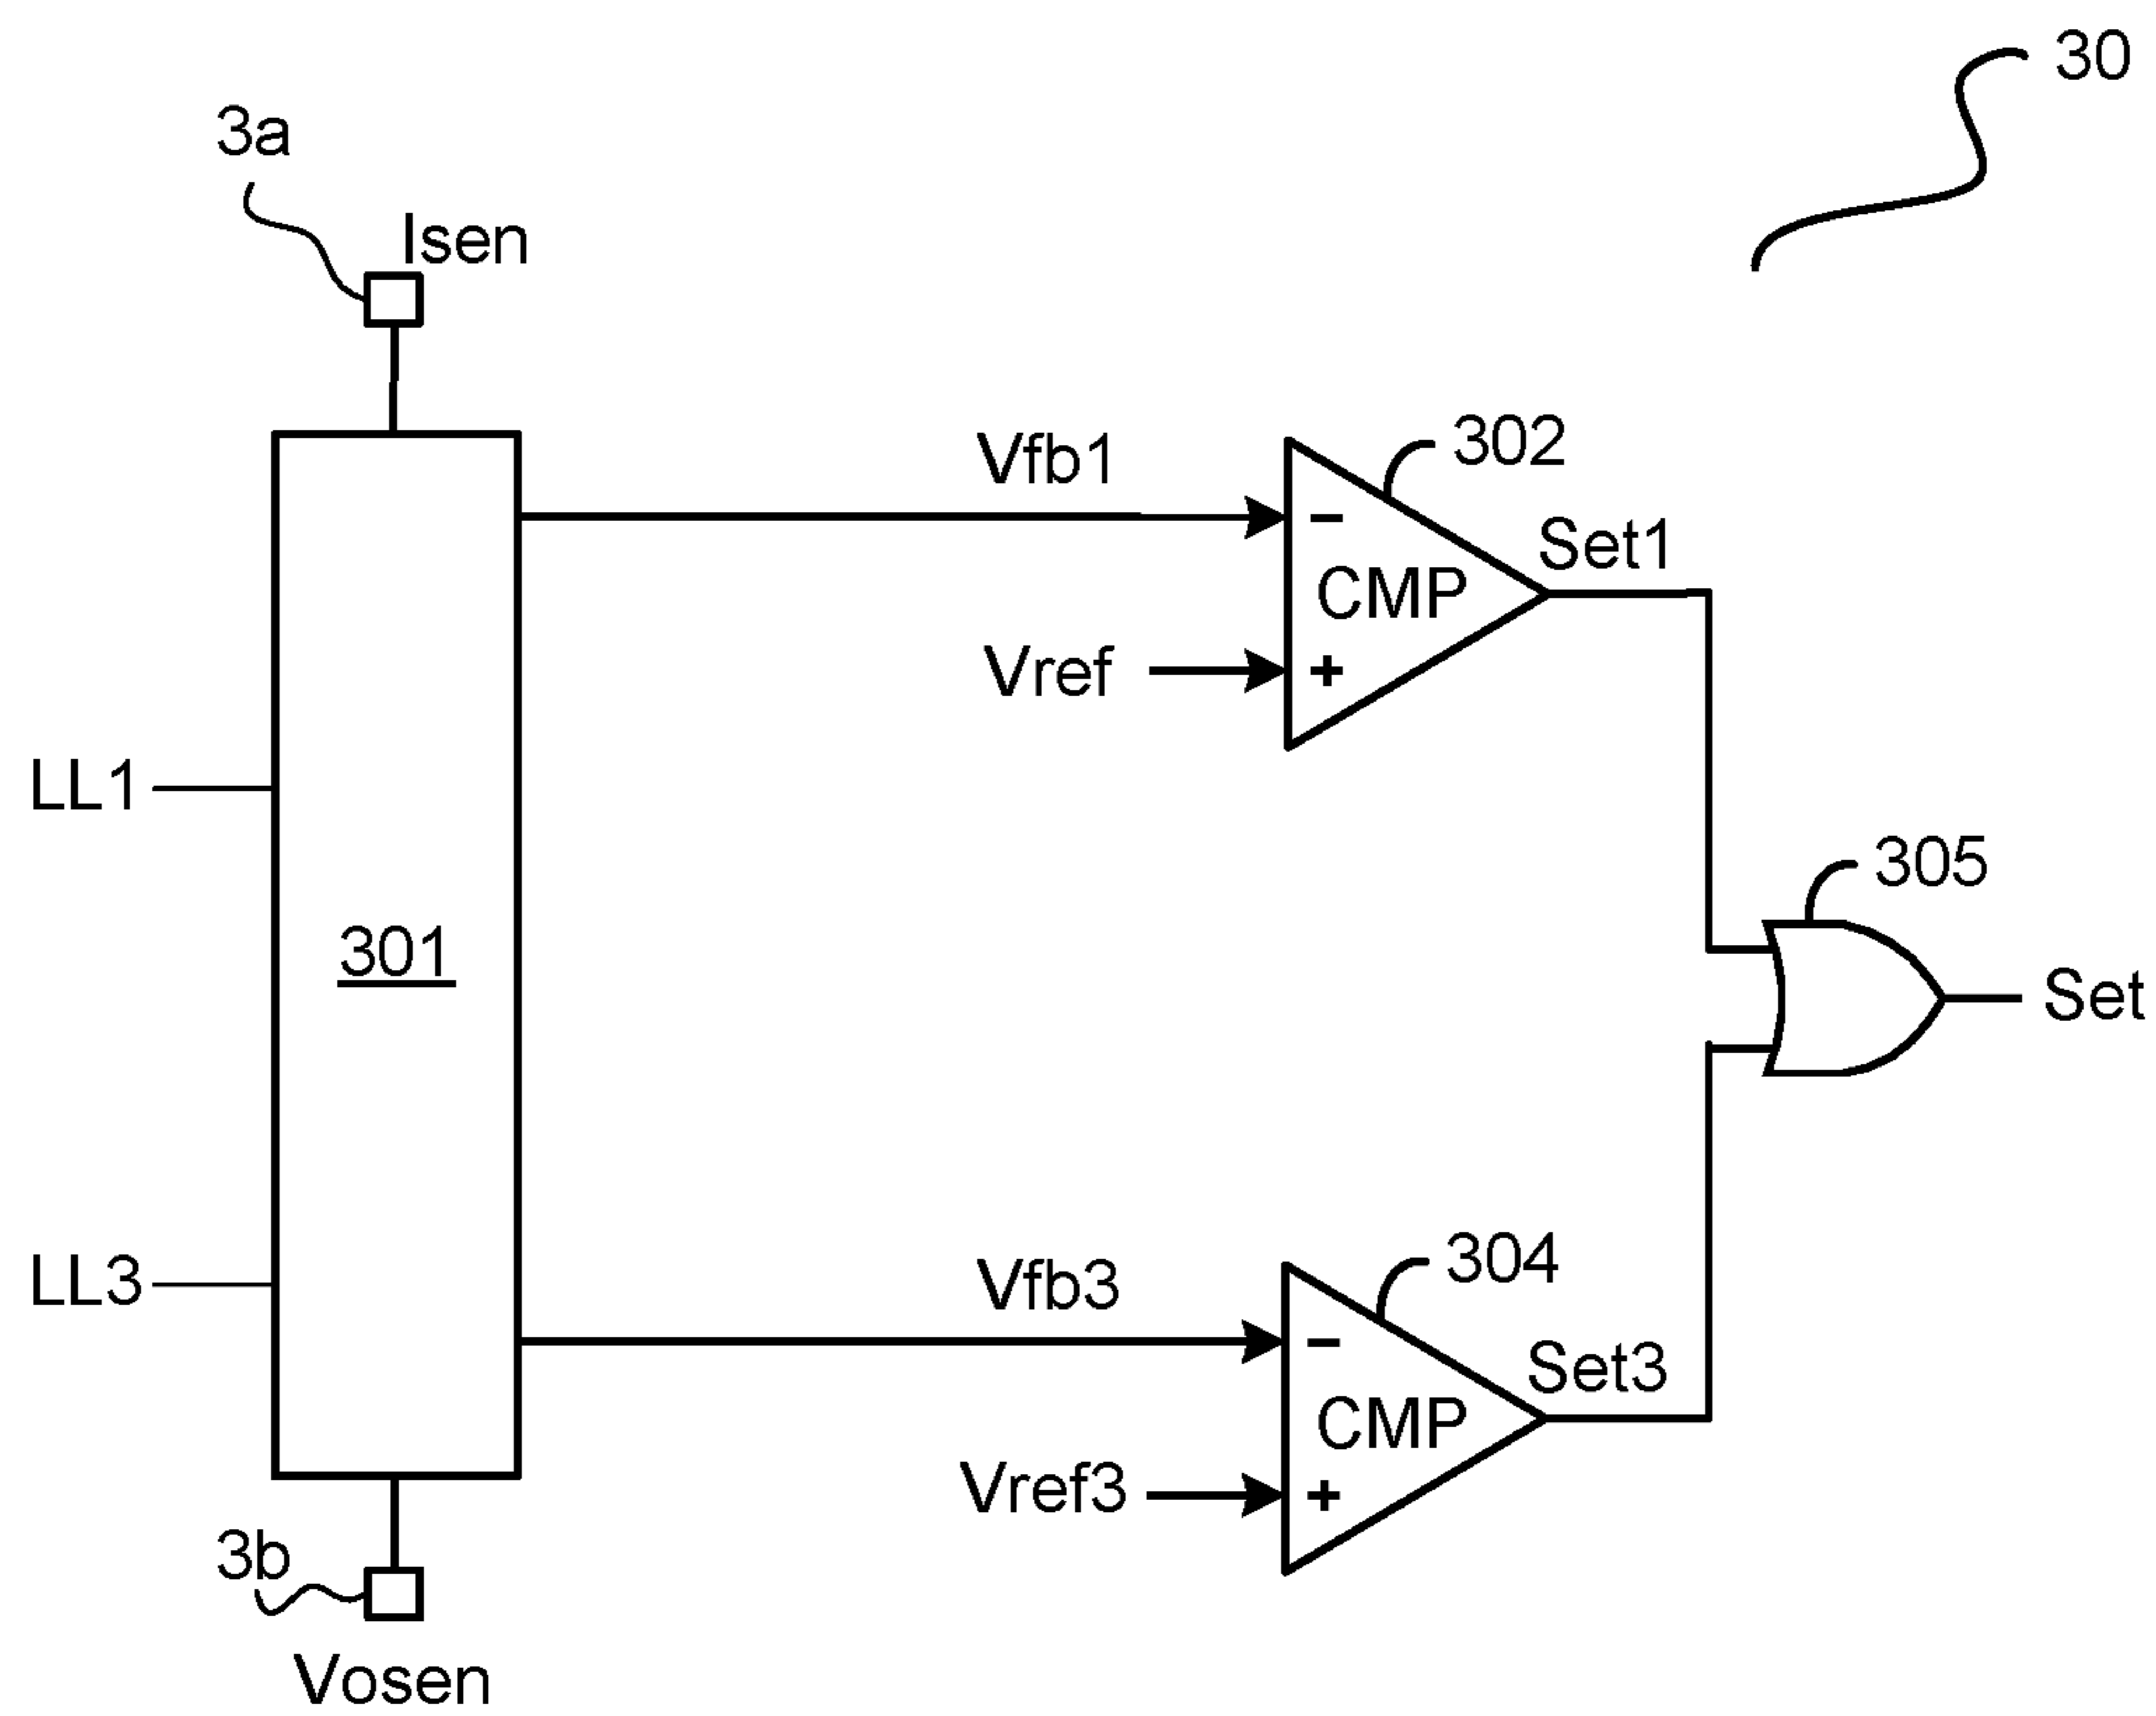 30
3a
Isen
Vfb1
302
-
Set1
CMP
Vref
+
LL1
305
301
Set
LL3
Vfb3
304
-
Set3
CMP
Vref3
+
3b
Vosen